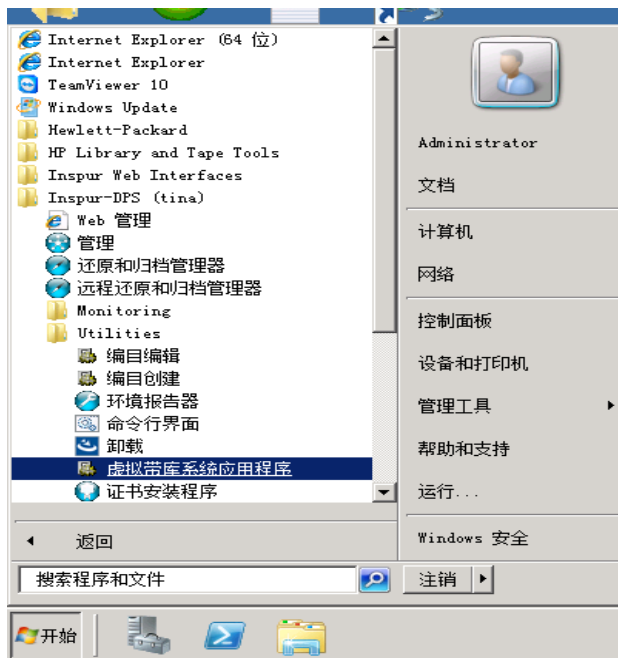 Internet Explorer (64 位)
Internet Explorer
TeamViewer 10
Windows Update
Hewlett-Packard
HP Library and Tape Tools
Inspur Web Interfaces
Inspur-DPS (tina)
Web 管理
管理
还原和归档管理器
远程还原和归档管理器
Monitoring
Utilities
编目编辑
编目创建
环境报告器
命令行界面
卸载
虚拟带库系统应用程序
证书安装程序
返回
搜索程序和文件
Administrator
文档
计算机
网络
控制面板
设备和打印机
管理工具
帮助和支持
运行...
Windows 安全
注销
开始